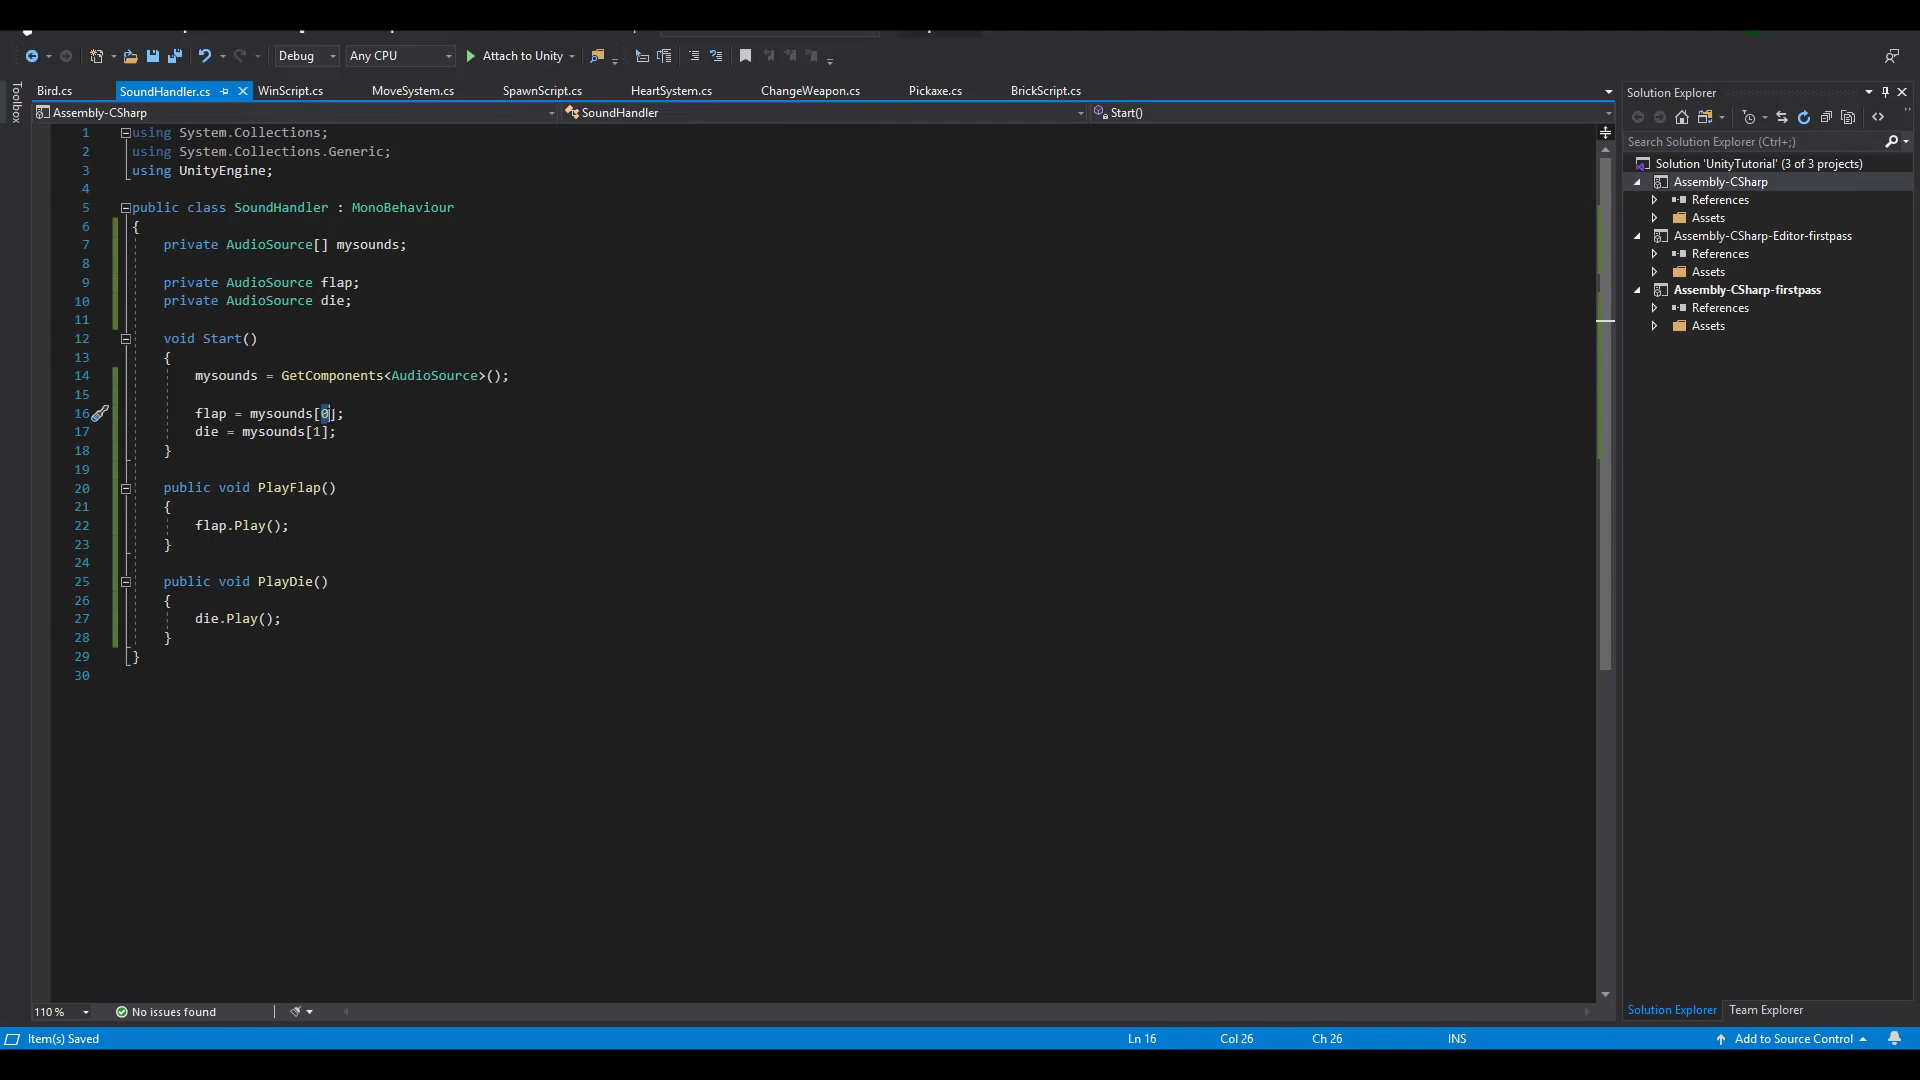 Debug Any CPU Attach to Unity
Bird.cs SoundHandler.cs WinScript.cs MoveSystem.cs SpawnScript.cs HeartSystem.cs ChangeWeapon.cs Pickaxe.cs BrickScript.cs
Assembly-CSharp SoundHandler Start()
Toolbox
1 using System.Collections;
2 using System.Collections.Generic;
3 using UnityEngine;
4
5 public class SoundHandler : MonoBehaviour
6 {
7 private AudioSource[] mysounds;
8
9 private AudioSource flap;
10 private AudioSource die;
11
12 void Start()
13 {
14 mysounds = GetComponents<AudioSource>();
15
16 flap = mysounds[0];
17 die = mysounds[1];
18 }
19
20 public void PlayFlap()
21 {
22 flap.Play();
23 }
24
25 public void PlayDie()
26 {
27 die.Play();
28 }
29 }
30
110 % No issues found
Solution Explorer
Search Solution Explorer (Ctrl+;)
Solution 'UnityTutorial' (3 of 3 projects)
Assembly-CSharp
References
Assets
Assembly-CSharp-Editor-firstpass
References
Assets
Assembly-CSharp-firstpass
References
Assets
Solution Explorer Team Explorer
Item(s) Saved Ln 16 Col 26 Ch 26 INS Add to Source Control